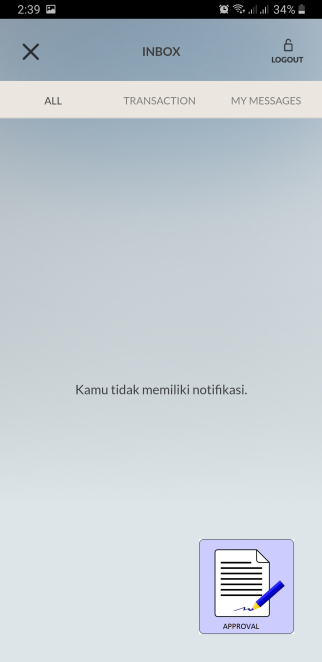 2:39 34%
INBOX
LOGOUT
ALL TRANSACTION MY MESSAGES
Kamu tidak memiliki notifikasi.
APPROVAL